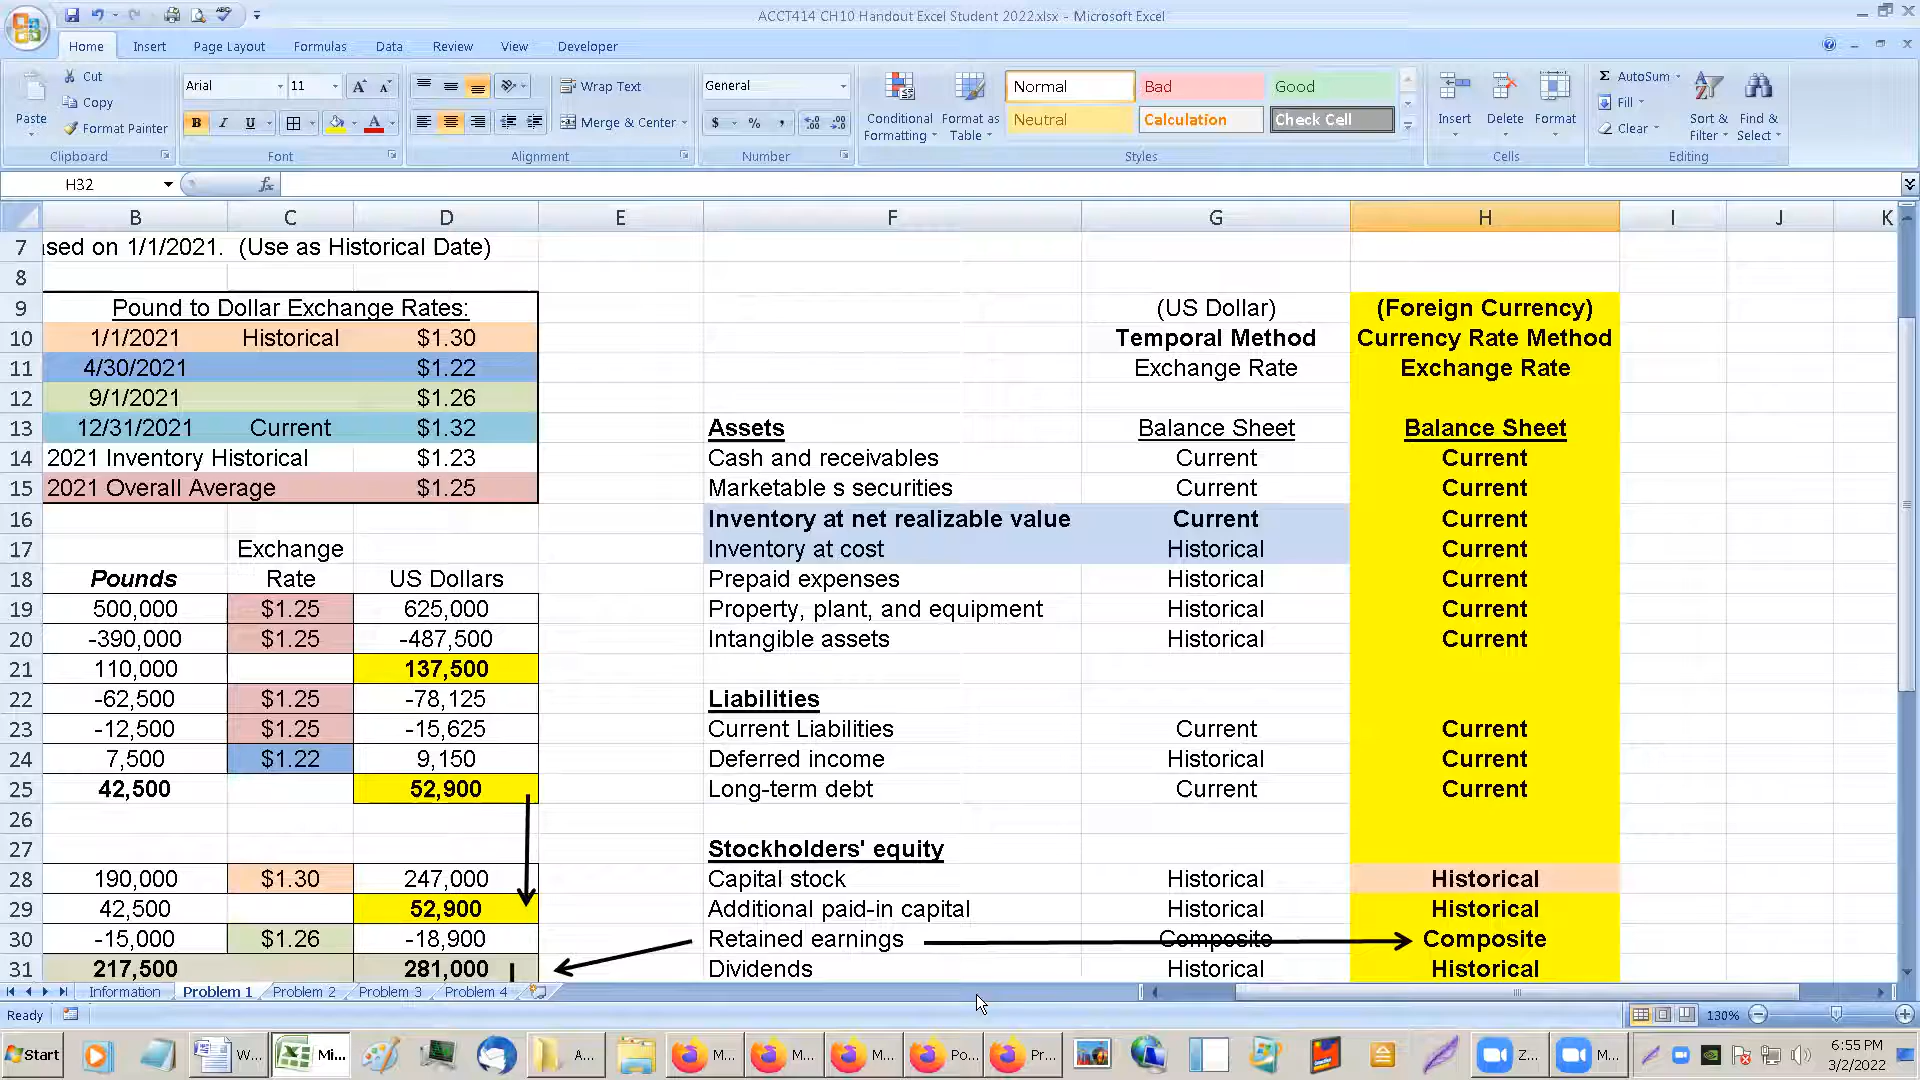 ACCT414 CH10 Handout Excel Student 2022.xlsx - Microsoft Excel
Home Insert Page Layout Formulas Data Review View Developer
Paste
Cut
Copy
Format Painter
Clipboard
Arial 11
B I U
Font
Wrap Text
Merge & Center
Alignment
General
$ % ,
Number
Conditional Formatting
Format as Table
Normal Bad Good
Neutral Calculation Check Cell
Styles
Insert Delete Format
Cells
Σ AutoSum
Fill
Clear
Sort & Filter
Find & Select
Editing
H32 fx
B C D E F G H I J K
7 ased on 1/1/2021. (Use as Historical Date)
8
9 Pound to Dollar Exchange Rates: (US Dollar) (Foreign Currency)
10 1/1/2021 Historical $1.30 Temporal Method Currency Rate Method
11 4/30/2021 $1.22 Exchange Rate Exchange Rate
12 9/1/2021 $1.26
13 12/31/2021 Current $1.32 Assets Balance Sheet Balance Sheet
14 2021 Inventory Historical $1.23 Cash and receivables Current Current
15 2021 Overall Average $1.25 Marketable s securities Current Current
16 Inventory at net realizable value Current Current
17 Exchange Inventory at cost Historical Current
18 Pounds Rate US Dollars Prepaid expenses Historical Current
19 500,000 $1.25 625,000 Property, plant, and equipment Historical Current
20 -390,000 $1.25 -487,500 Intangible assets Historical Current
21 110,000 137,500
22 -62,500 $1.25 -78,125 Liabilities
23 -12,500 $1.25 -15,625 Current Liabilities Current Current
24 7,500 $1.22 9,150 Deferred income Historical Current
25 42,500 52,900 Long-term debt Current Current
26
27 Stockholders' equity
28 190,000 $1.30 247,000 Capital stock Historical Historical
29 42,500 52,900 Additional paid-in capital Historical Historical
30 -15,000 $1.26 -18,900 Retained earnings Composite Composite
31 217,500 281,000 Dividends Historical Historical
Information Problem 1 Problem 2 Problem 3 Problem 4
Ready 130%
Start W... Mi... A... M... M... M... Po... Pr... Z... M... 6:55 PM
3/2/2022